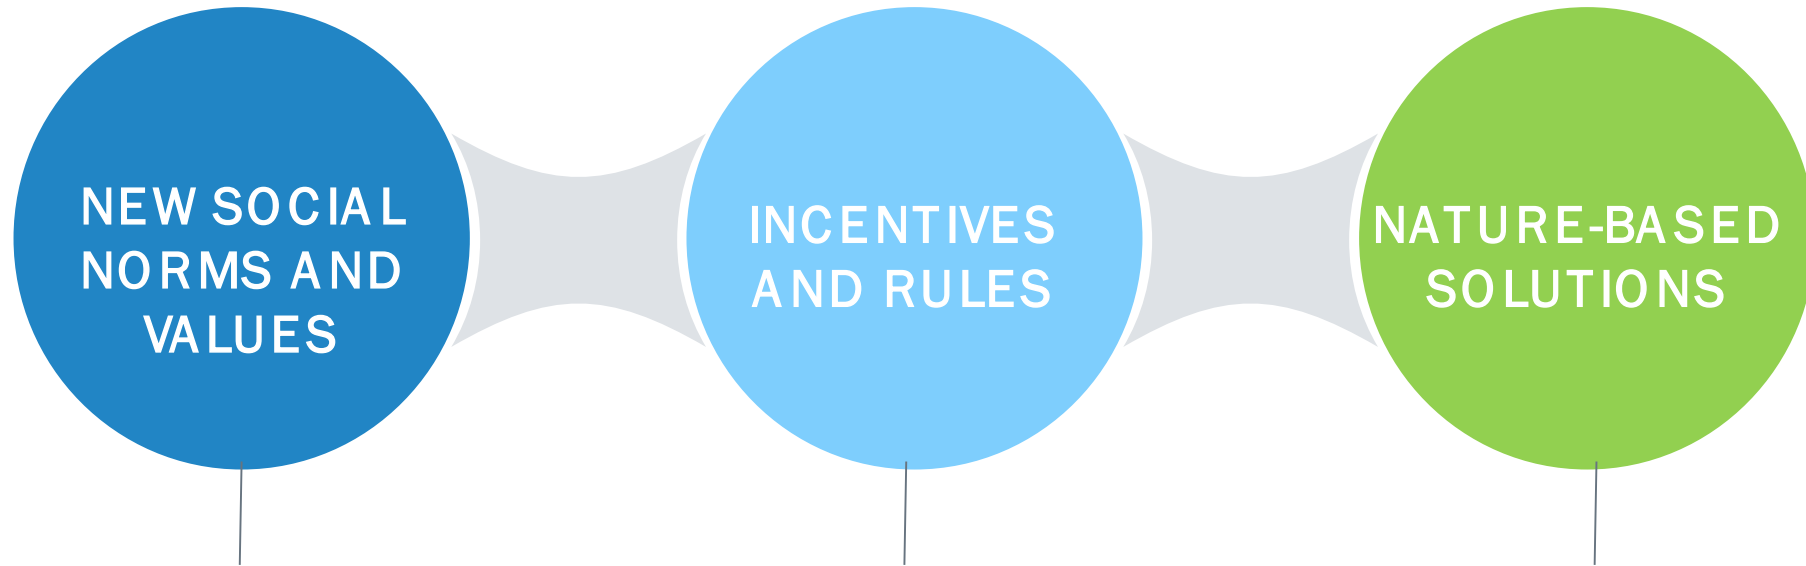 NEW SOCIAL
NORMS AND
VALUES
INCENTIVES
AND RULES
NATURE-BASED
SOLUTIONS